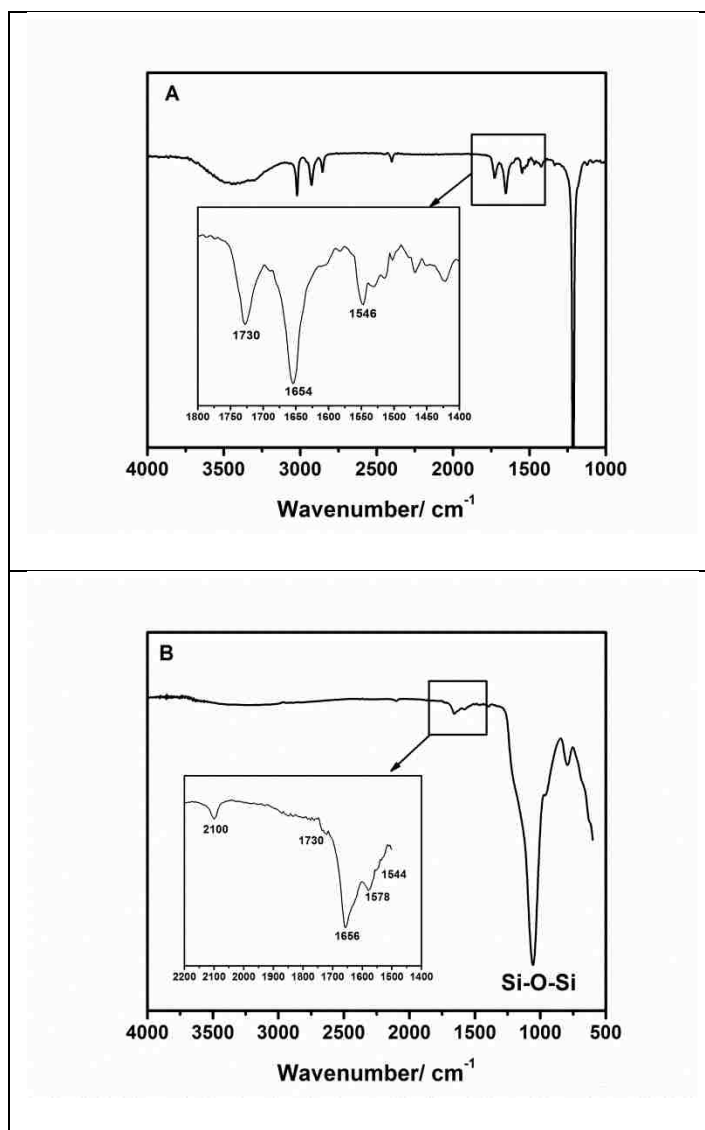 A
1730
1654
1546
1800 1750 1700 1650 1600 1550 1500 1450 1400
4000 3500 3000 2500 2000 1500 1000
Wavenumber/ cm⁻¹
B
2100
1730
1544
1578
1656
2200 2100 2000 1900 1800 1700 1600 1500 1400
Si-O-Si
4000 3500 3000 2500 2000 1500 1000 500
Wavenumber/ cm⁻¹